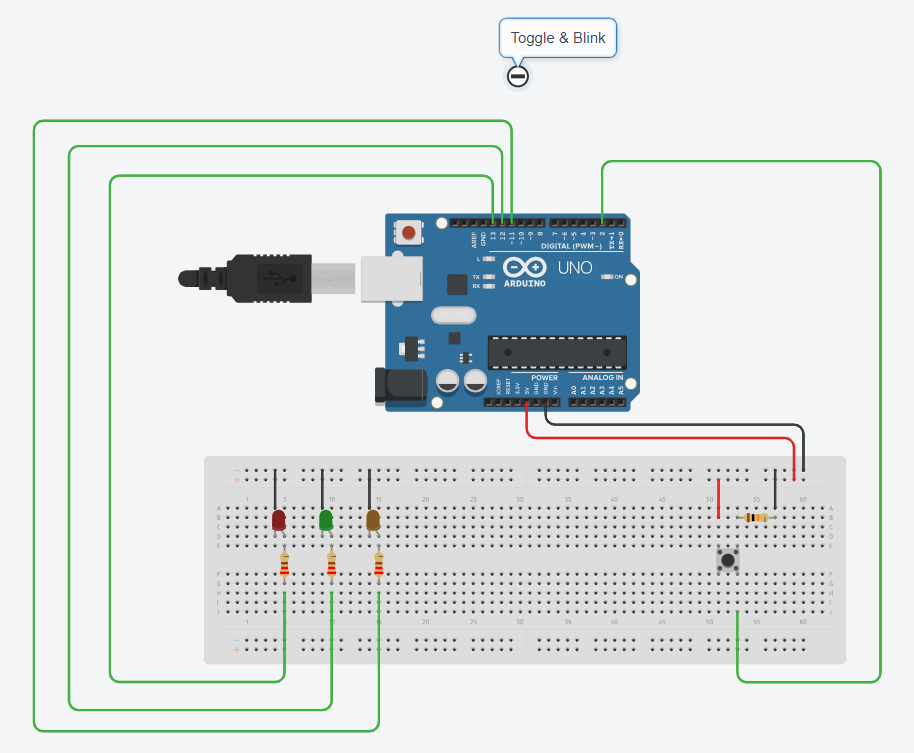 Toggle & Blink
AREF
GND
13
12
~11
~10
~9
8
7
~6
~5
4
~3
2
TX→1
RX←0
DIGITAL (PWM~)
L
TX
RX
UNO
ARDUINO
ON
POWER
ANALOG IN
IOREF
RESET
3.3V
5V
GND
GND
Vin
A0
A1
A2
A3
A4
A5
1 5 10 15 20 25 30 35 40 45 50 55 60
A A
B B
C C
D D
E E
F F
G G
H H
I I
J J
1 5 10 15 20 25 30 35 40 45 50 55 60